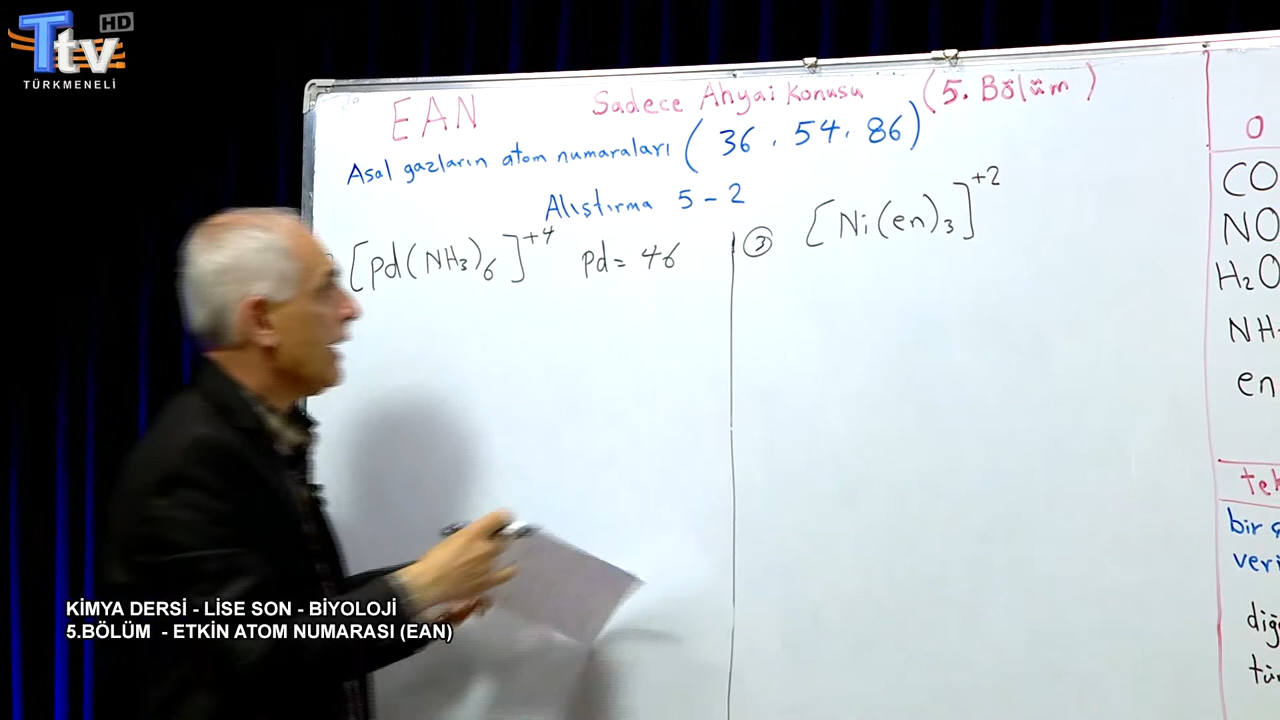 Ttv HD
TÜRKMENELİ
EAN Sadece Ahyai Konusu (5. Bölüm)
Asal gazların atom numaraları (36, 54, 86)
Alıştırma 5-2
[pd(NH₃)₆]⁺⁴ pd= 46
③ [Ni(en)₃]⁺²
O
CO
NO
H₂O
NH
en
bir
veri
KİMYA DERSİ - LİSE SON - BİYOLOJİ
5.BÖLÜM - ETKİN ATOM NUMARASI (EAN)